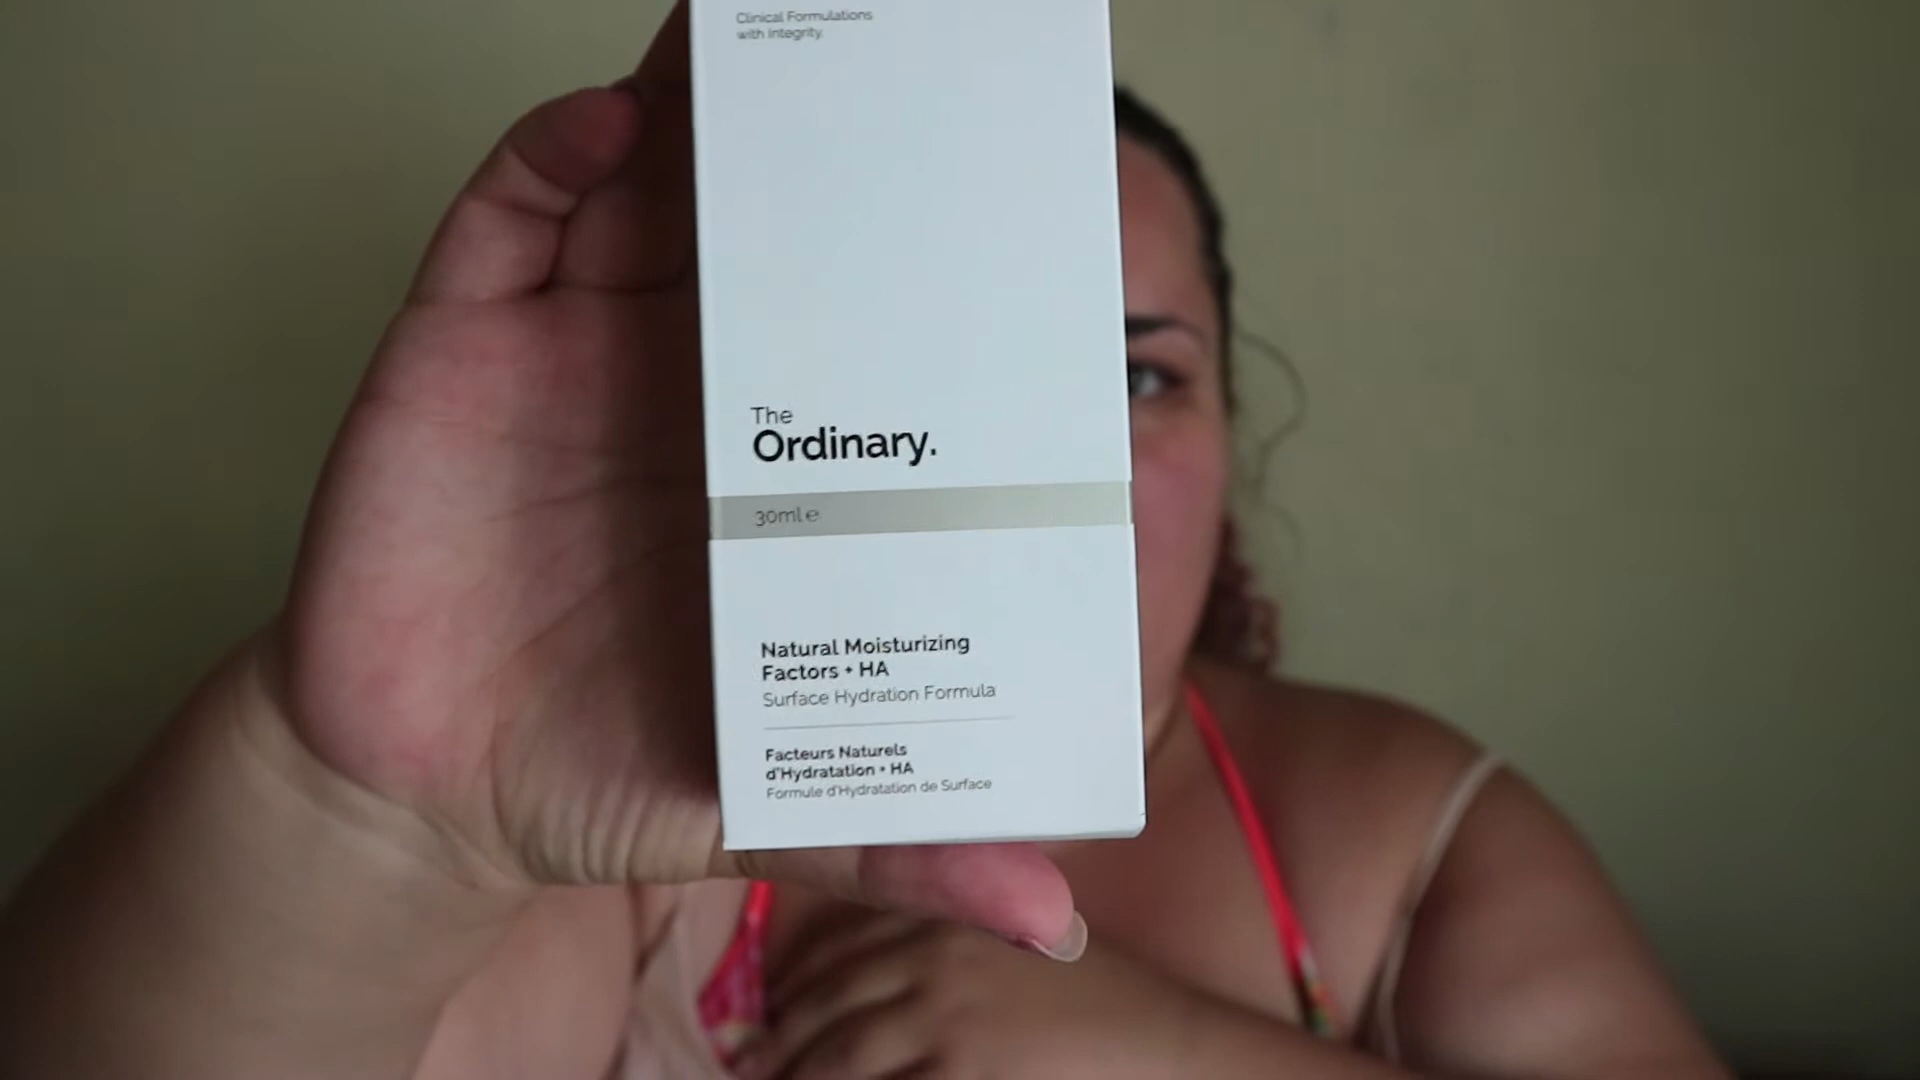 Clinical Formulations
with Integrity.
The
Ordinary.
30ml e
Natural Moisturizing
Factors + HA
Surface Hydration Formula
Facteurs Naturels
d'Hydratation + HA
Formule d'Hydratation de Surface